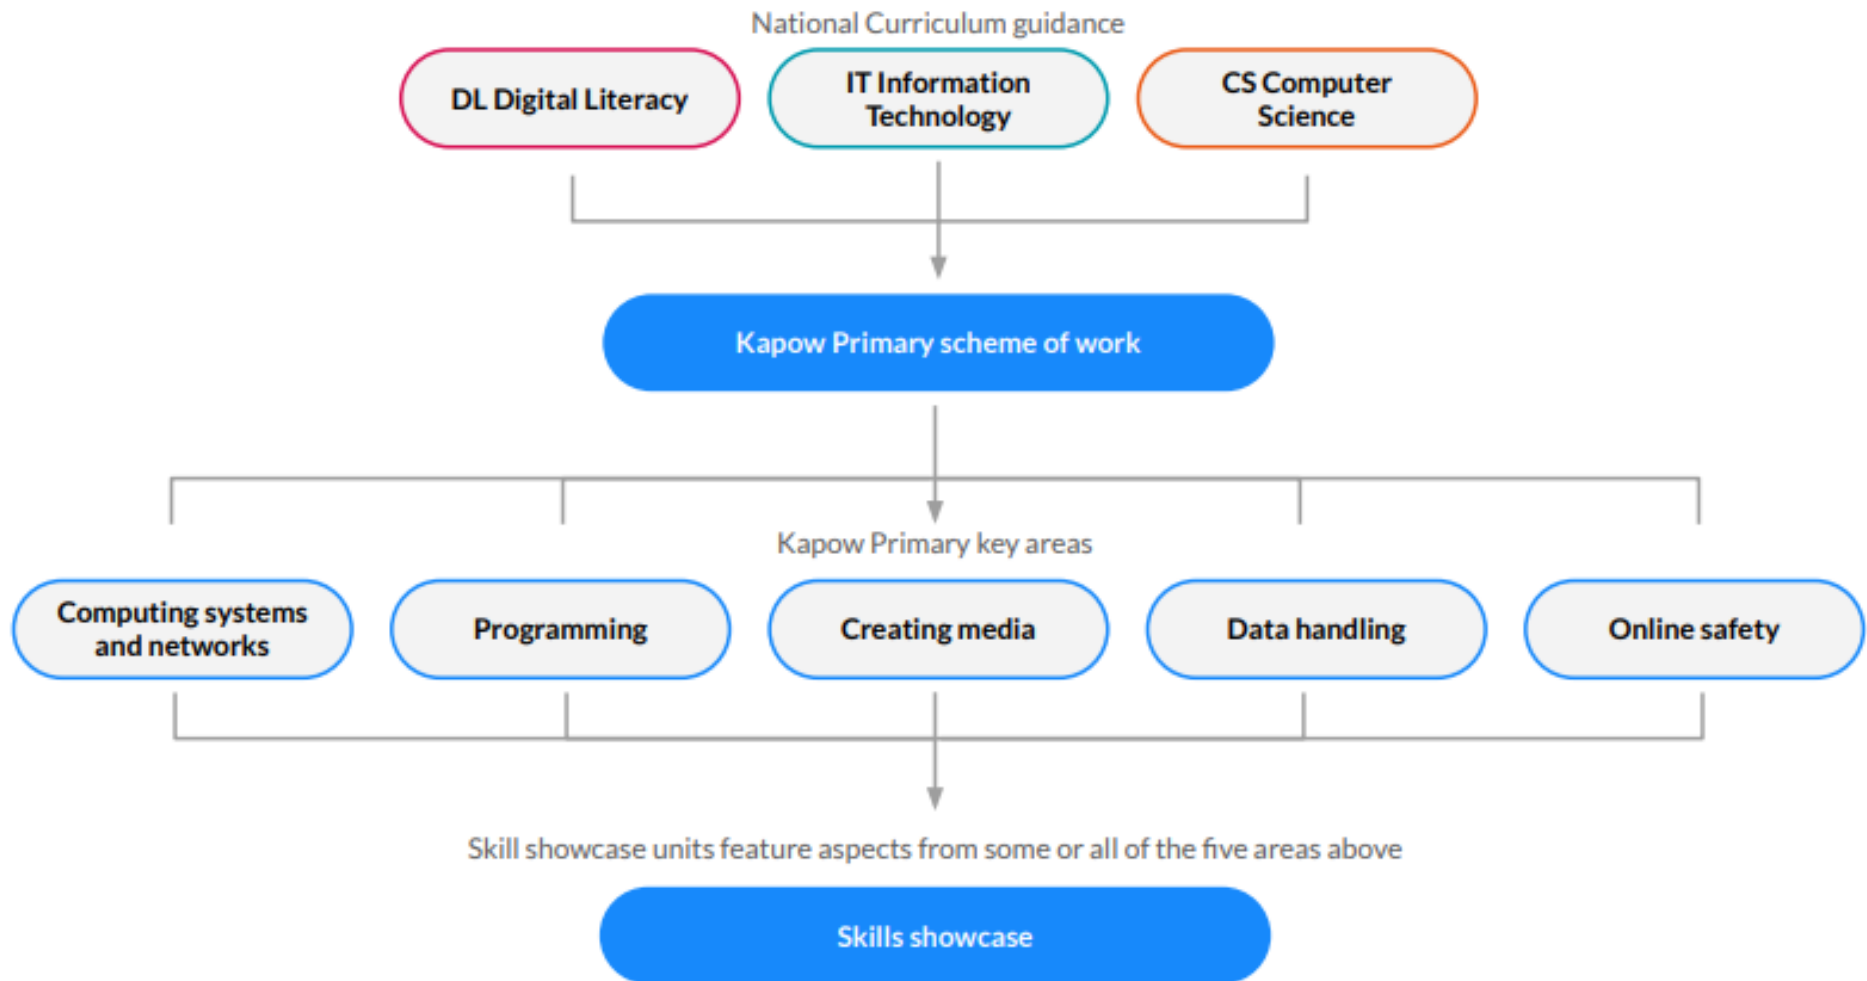 National Curriculum guidance
DL Digital Literacy
IT Information
Technology
CS Computer
Science
Kapow Primary scheme of work
Kapow Primary key areas
Computing systems
and networks
Programming
Creating media
Data handling
Online safety
Skill showcase units feature aspects from some or all of the five areas above
Skills showcase